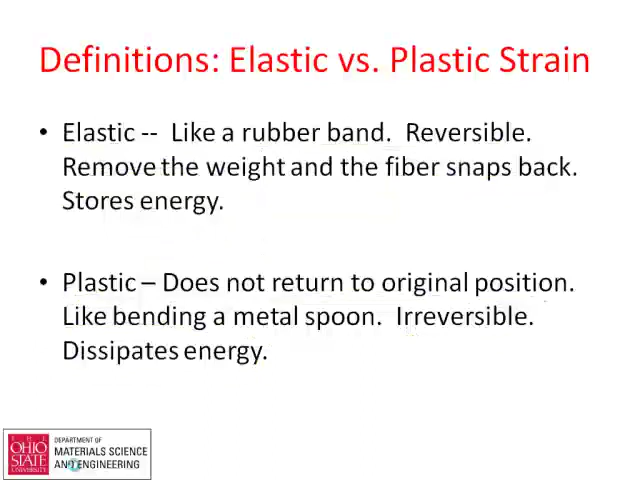 Definitions: Elastic vs. Plastic Strain
• Elastic -- Like a rubber band. Reversible.
Remove the weight and the fiber snaps back.
Stores energy.
• Plastic – Does not return to original position.
Like bending a metal spoon. Irreversible.
Dissipates energy.
THE
OHIO
STATE
UNIVERSITY
DEPARTMENT OF
MATERIALS SCIENCE
AND ENGINEERING